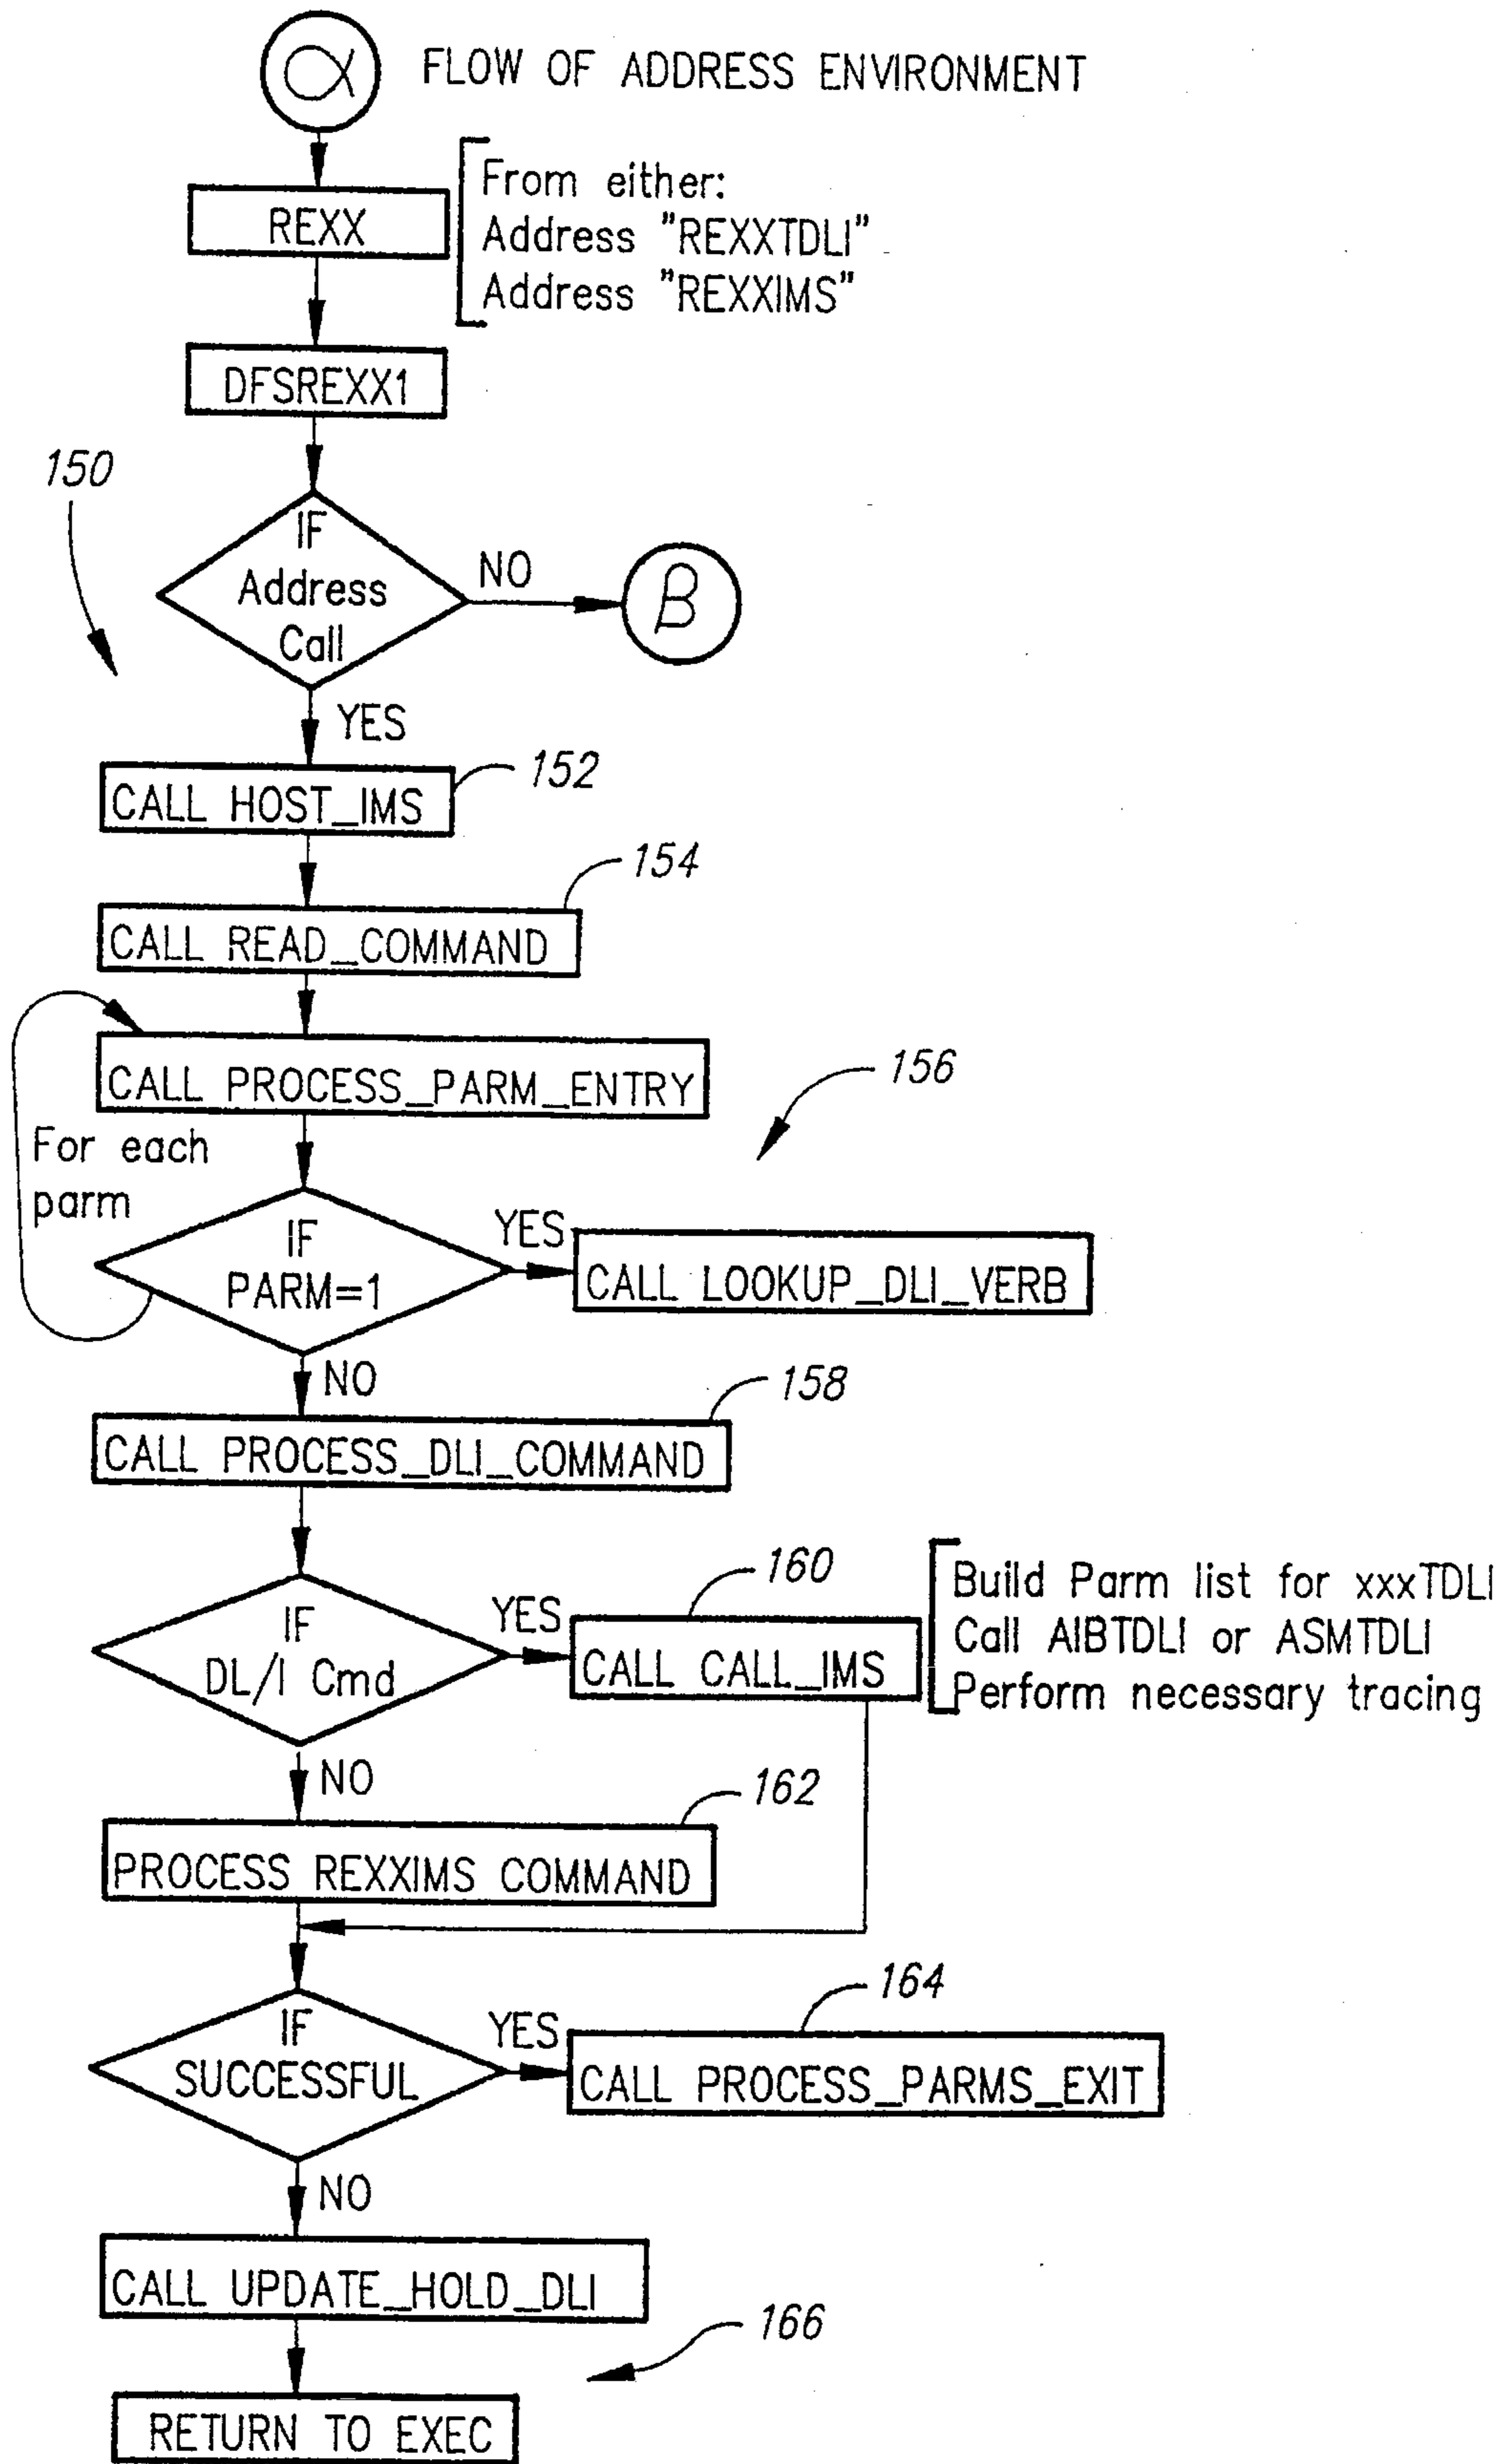 α FLOW OF ADDRESS ENVIRONMENT
REXX
From either:
Address "REXXTDLI"
Address "REXXIMS"
DFSREXX1
150
IF
Address
Call
NO
β
YES
CALL HOST_IMS
152
CALL READ_COMMAND
154
CALL PROCESS_PARM_ENTRY
156
For each
parm
IF
PARM=1
YES
CALL LOOKUP_DLI_VERB
NO
CALL PROCESS_DLI_COMMAND
158
IF
DL/I Cmd
YES
CALL CALL_IMS
160
Build Parm list for xxxTDLI
Call AIBTDLI or ASMTDLI
Perform necessary tracing
NO
PROCESS REXXIMS COMMAND
162
IF
SUCCESSFUL
YES
CALL PROCESS_PARMS_EXIT
164
NO
CALL UPDATE_HOLD_DLI
166
RETURN TO EXEC